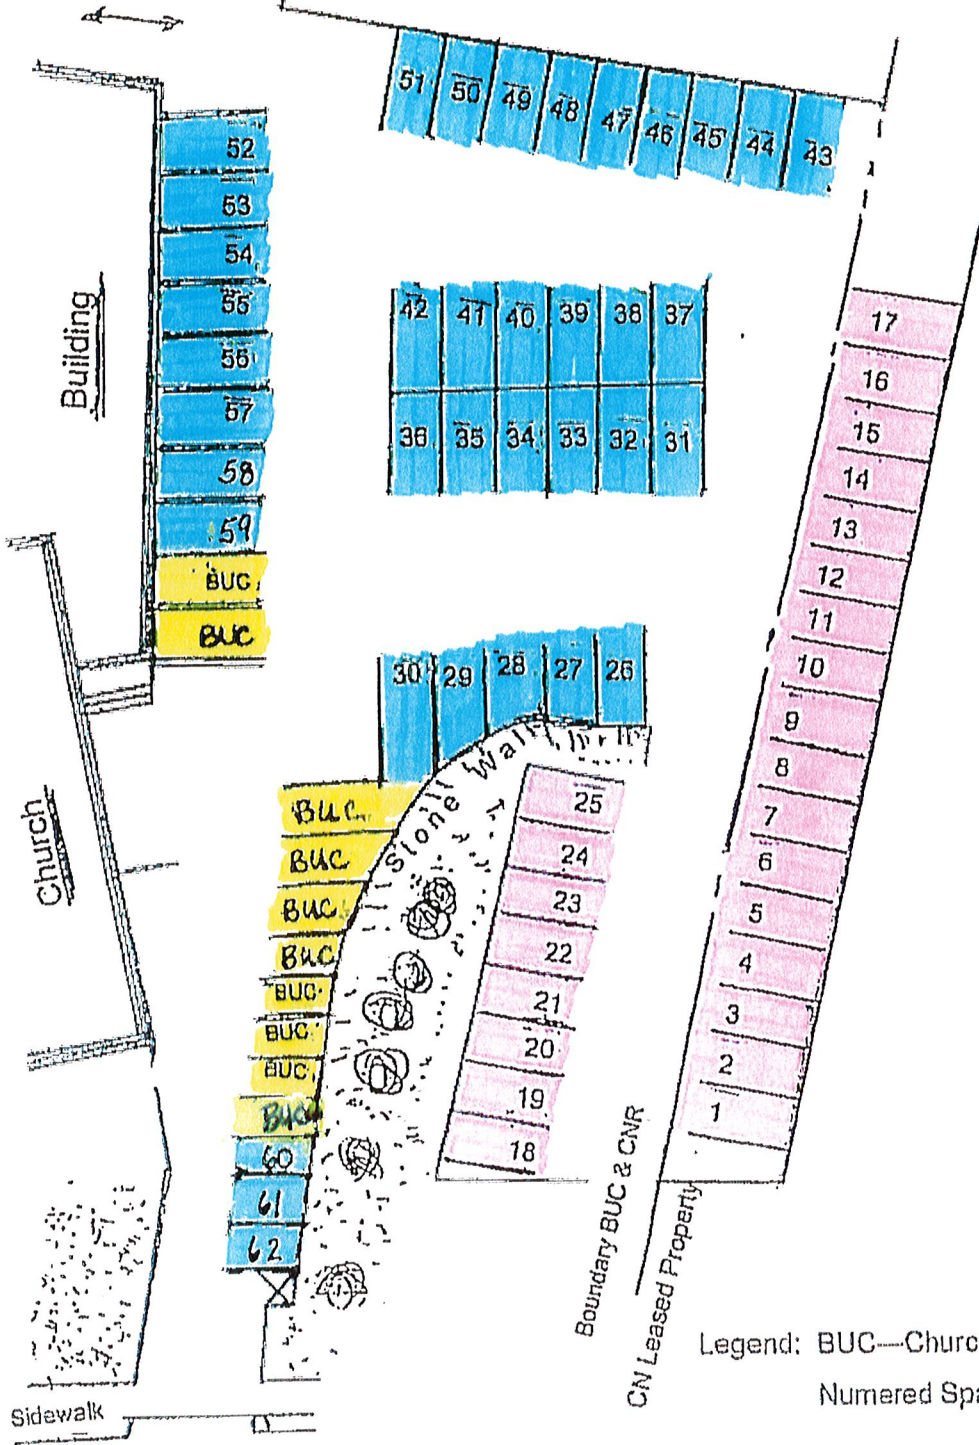 51 50 49 48 47 46 45 44 43
52
53
54
55
56
57
58
59
BUC
BUC
Building
42 41 40 39 38 37
36 35 34 33 32 31
17
16
15
14
13
12
11
10
9
8
7
6
5
4
3
2
1
30 29 28 27 26
Stone Wall
Church
BUC
BUC
BUC
BUC
BUC
BUC
BUC
BUC
60
61
62
25
24
23
22
21
20
19
18
Boundary BUC & CNR
CN Leased Property
Legend: BUC—Churc
Numered Spa
Sidewalk